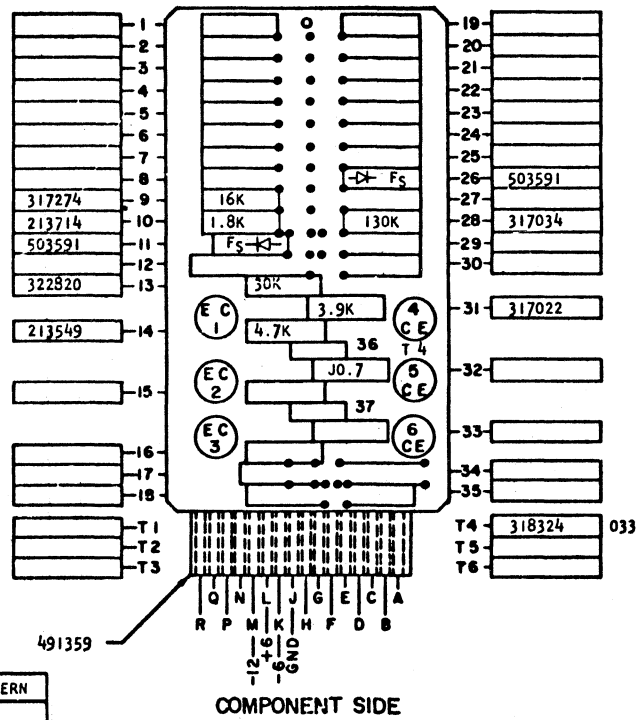 1 19
2 20
3 21
4 22
5 23
6 24
7 25
8 FS 26 503591
317274 9 16K 27
213714 10 1.8K 130K 28 317034
503591 11 FS 29
12 30
322820 13 30K
EC 1 3.9K 4 CE 31 317022
213549 14 4.7K 36 T4
EC 2 J0.7 5 CE 32
15 37
EC 3 6 CE 33
16
17 34
18 35
T1 T4 318324 033
T2 T5
T3 T6
491359
R Q P N M L K J H G F E D C B A
-12 +6 -6 GND
ERN
COMPONENT SIDE